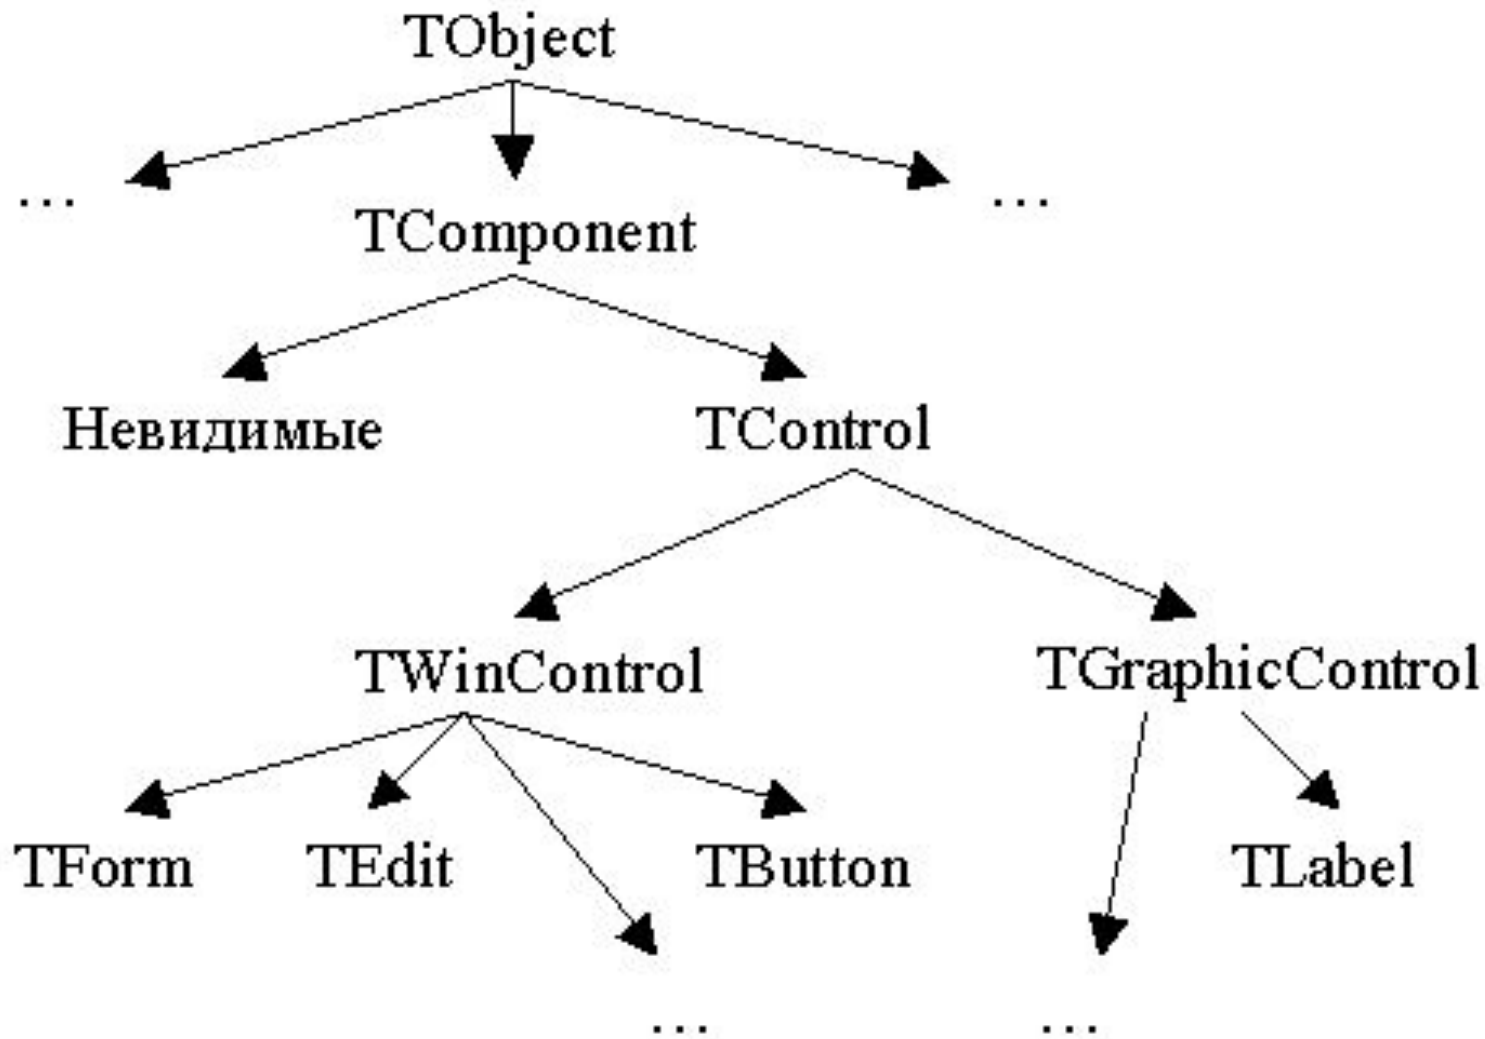 TObject
... ...
TComponent
Невидимые TControl
TWinControl TGraphicControl
TForm TEdit TButton TLabel
... ...